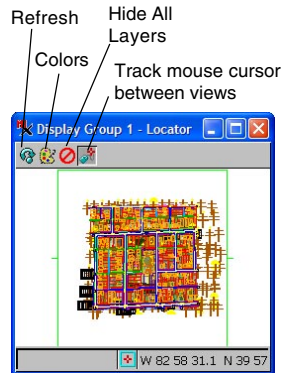 Refresh
Hide All
Layers
Colors
Track mouse cursor
between views
Display Group 1 - Locator
W 82 58 31.1 N 39 57